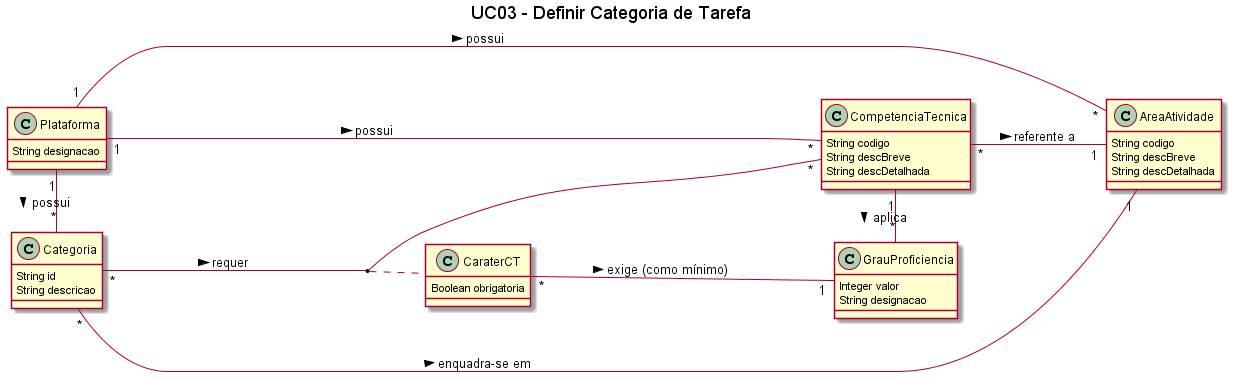 UC03 - Definir Categoria de Tarefa
possui
1
*
C Plataforma
String designacao
1
possui
*
C CompetenciaTecnica
String codigo
String descBreve
String descDetalhada
*
*
referente a
1
C AreaAtividade
String codigo
String descBreve
String descDetalhada
1
possui
*
1
aplica
*
1
C Categoria
String id
String descricao
*
requer
*
C CaraterCT
Boolean obrigatoria
*
exige (como mínimo)
1
C GrauProficiencia
Integer valor
String designacao
enquadra-se em